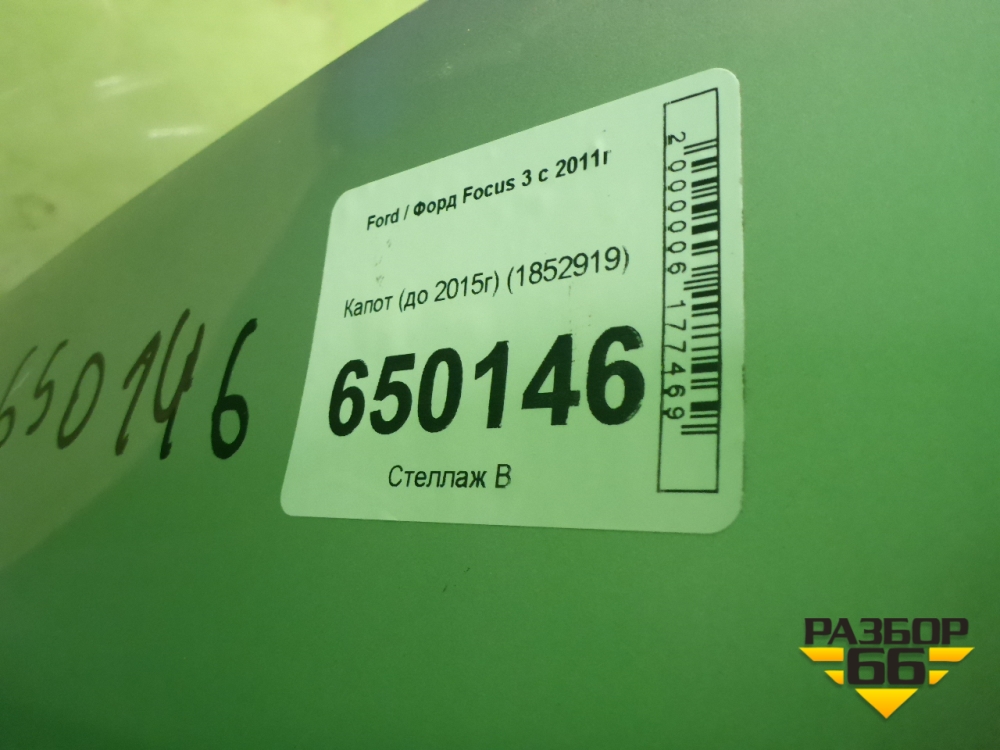 Ford / Форд Focus 3 с 2011г
Капот (до 2015г) (1852919)
650146
Стеллаж В
2000006177469
650146
РАЗБОР
66